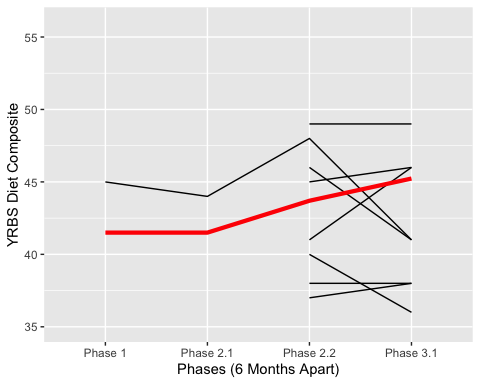 YRBS Diet Composite
55
50
45
40
35
Phase 1 Phase 2.1 Phase 2.2 Phase 3.1
Phases (6 Months Apart)